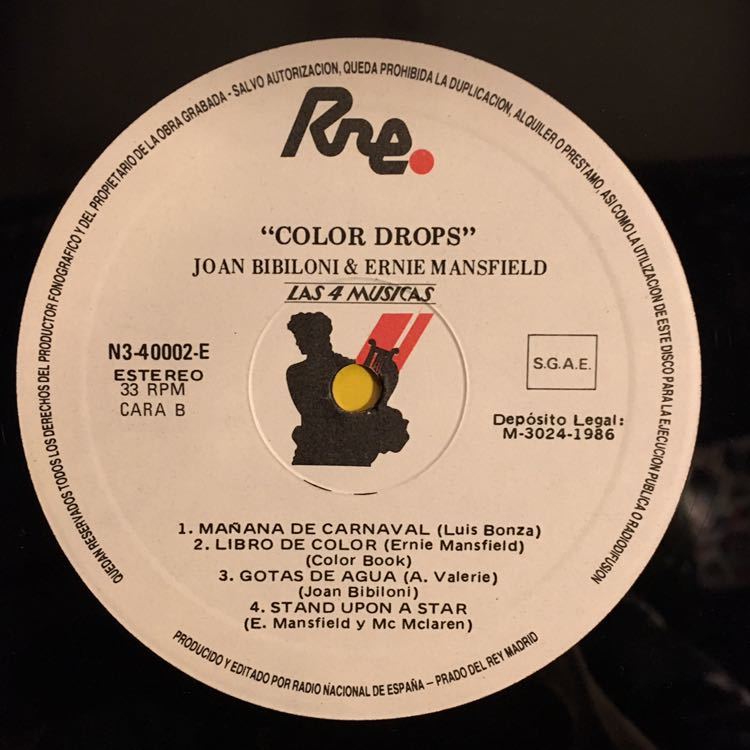 QUEDAN RESERVADOS TODOS LOS DERECHOS DEL PRODUCTOR FONOGRAFICO Y DEL PROPIETARIO DE LA OBRA GRABADA - SALVO AUTORIZACION, QUEDA PROHIBIDA LA DUPLICACION, ALQUILER O PRESTAMO, ASI COMO LA UTILIZACION DE ESTE DISCO PARA LA EJECUCION PUBLICA O RADIODIFUSION
Rne.
“COLOR DROPS”
JOAN BIBILONI & ERNIE MANSFIELD
LAS 4 MUSICAS
N3-40002-E
ESTEREO
33 RPM
CARA B
S.G.A.E.
Depósito Legal:
M-3024-1986
1. MAÑANA DE CARNAVAL (Luis Bonza)
2. LIBRO DE COLOR (Ernie Mansfield)
(Color Book)
3. GOTAS DE AGUA (A. Valerie)
(Joan Bibiloni)
4. STAND UPON A STAR
(E. Mansfield y Mc Mclaren)
PRODUCIDO Y EDITADO POR RADIO NACIONAL DE ESPAÑA – PRADO DEL REY MADRID